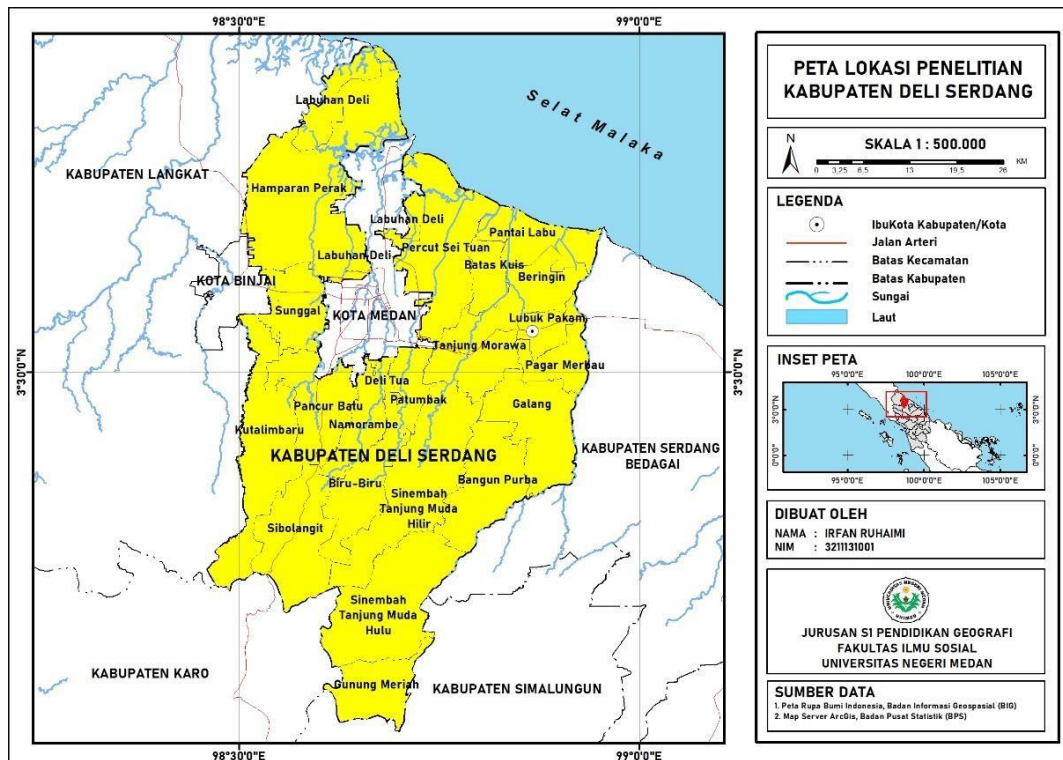 98°30'0"E
99°0'0"E
Labuhan Deli
Selat Malaka
KABUPATEN LANGKAT
Hamparan Perak
Labuhan Deli
Pantai Labu
Percut Sei Tuan
Labuhan Deli
Batas Kuis
Beringin
KOTA BINJAI
Sunggal
KOTA MEDAN
Lubuk Pakam
Tanjung Morawa
Pagar Merbau
3°30'0"N
3°30'0"N
Deli Tua
Patumbak
Galang
Pancur Batu
Namorambe
Kutalimbaru
KABUPATEN DELI SERDANG
KABUPATEN SERDANG
BEDAGAI
Biru-Biru
Bangun Purba
Sinembah
Tanjung Muda
Hilir
Sibolangit
Sinembah
Tanjung Muda
Hulu
KABUPATEN KARO
Gunung Meriah
KABUPATEN SIMALUNGUN
98°30'0"E
99°0'0"E
PETA LOKASI PENELITIAN
KABUPATEN DELI SERDANG
N
SKALA 1 : 500.000
KM
0 3,25 6,5 13 19,5 26
LEGENDA
IbuKota Kabupaten/Kota
Jalan Arteri
Batas Kecamatan
Batas Kabupaten
Sungai
Laut
INSET PETA
95°0'0"E 100°0'0"E 105°0'0"E
3°0'0"N
3°0'0"N
0°0'0"
0°0'0"
95°0'0"E 100°0'0"E 105°0'0"E
DIBUAT OLEH
NAMA : IRFAN RUHAIMI
NIM : 3211131001
UNIMED
JURUSAN S1 PENDIDIKAN GEOGRAFI
FAKULTAS ILMU SOSIAL
UNIVERSITAS NEGERI MEDAN
SUMBER DATA
1. Peta Rupa Bumi Indonesia, Badan Informasi Geospasial (BIG)
2. Map Server ArcGis, Badan Pusat Statistik (BPS)